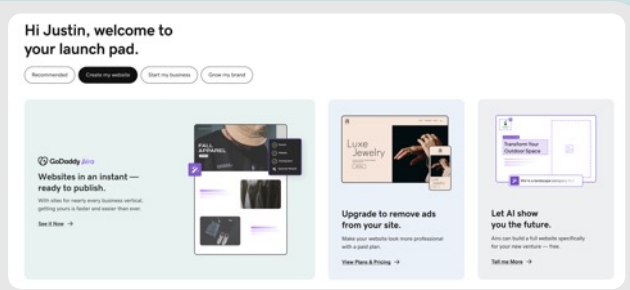 Hi Justin, welcome to
your launch pad.
Recommended
Create my website
Start my business
Grow my brand
GoDaddy Airo
Websites in an instant —
ready to publish.
With sites for nearly every business vertical,
getting yours is faster and easier than ever.
See it Now →
FALL
APPAREL
Luxe
Jewelry
Upgrade to remove ads
from your site.
Make your website look more professional
with a paid plan.
View Plans & Pricing →
Transform Your
Outdoor Space
Let AI show
you the future.
Airo can build a full website specifically
for your new venture — free.
Tell me More →